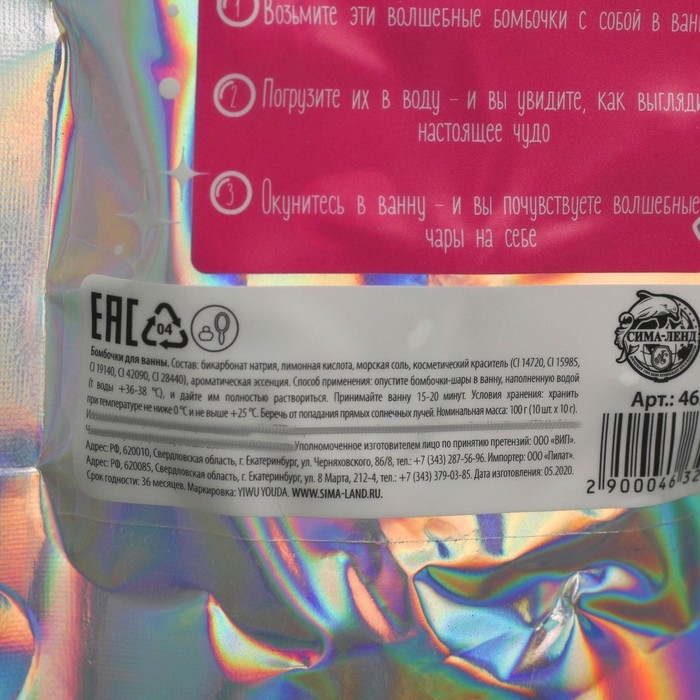 1 Возьмите эти волшебные бомбочки с собой в ван
2 Погрузите их в воду – и вы увидите, как выгляд
настоящее чудо
3 Окунитесь в ванну – и вы почувствуете волшебные
чары на себе
EAC 04
СИМА-ЛЕНД
Арт.: 46
Бомбочки для ванны. Состав: бикарбонат натрия, лимонная кислота, морская соль, косметический краситель (CI 14720, CI 15985,
CI 19140, CI 42090, CI 28440), ароматическая эссенция. Способ применения: опустите бомбочки-шары в ванну, наполненную водой
(t воды +36-38 °C), и дайте им полностью раствориться. Принимайте ванну 15-20 минут. Условия хранения: хранить
при температуре не ниже 0 °C и не выше +25 °C. Беречь от попадания прямых солнечных лучей. Номинальная масса: 100 г (10 шт. х 10 г).
Уполномоченное изготовителем лицо по принятию претензий: ООО «ВИП».
Адрес: РФ, 620010, Свердловская область, г. Екатеринбург, ул. Черняховского, 86/8, тел.: +7 (343) 287-56-96. Импортер: ООО «Пилат».
Адрес: РФ, 620085, Свердловская область, г. Екатеринбург, ул. 8 Марта, 212-4, тел.: +7 (343) 379-03-85. Дата изготовления: 05.2020.
Срок годности: 36 месяцев. Маркировка: YIWU YOUDA. WWW.SIMA-LAND.RU.
2 900046 32